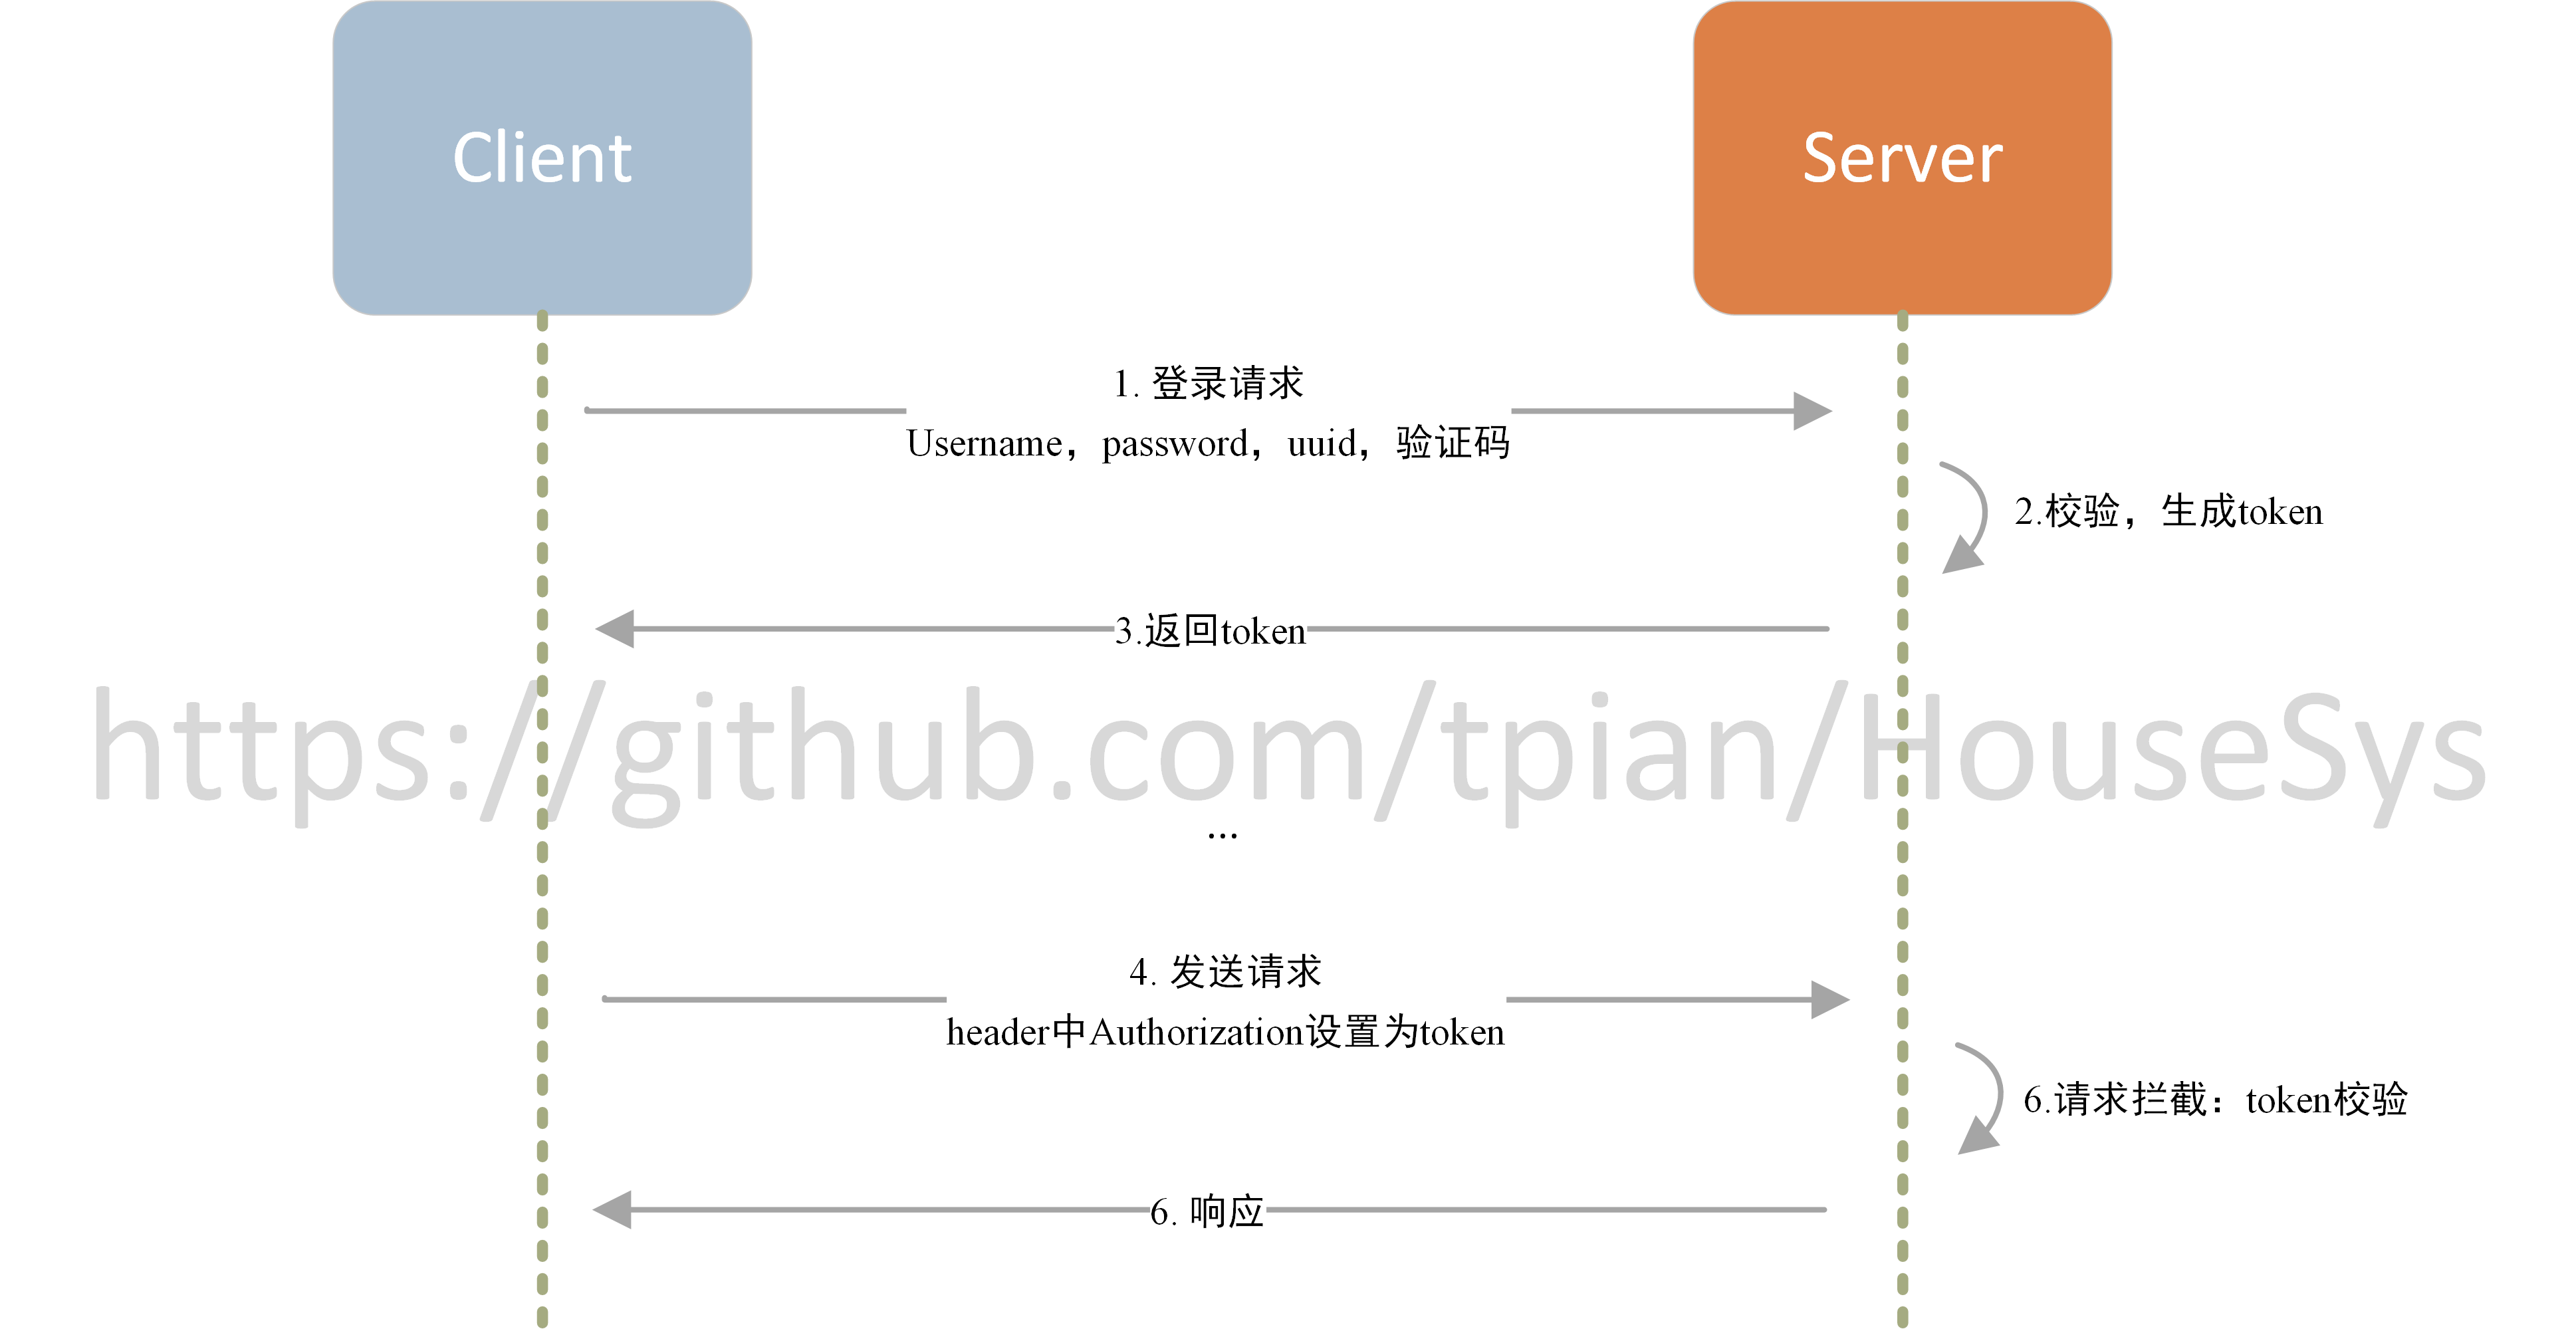 Client
Server
1. 登录请求
Username，password，uuid，验证码
2.校验，生成token
3.返回token
https://github.com/tpian/HouseSys
...
4. 发送请求
header中Authorization设置为token
6.请求拦截：token校验
6. 响应